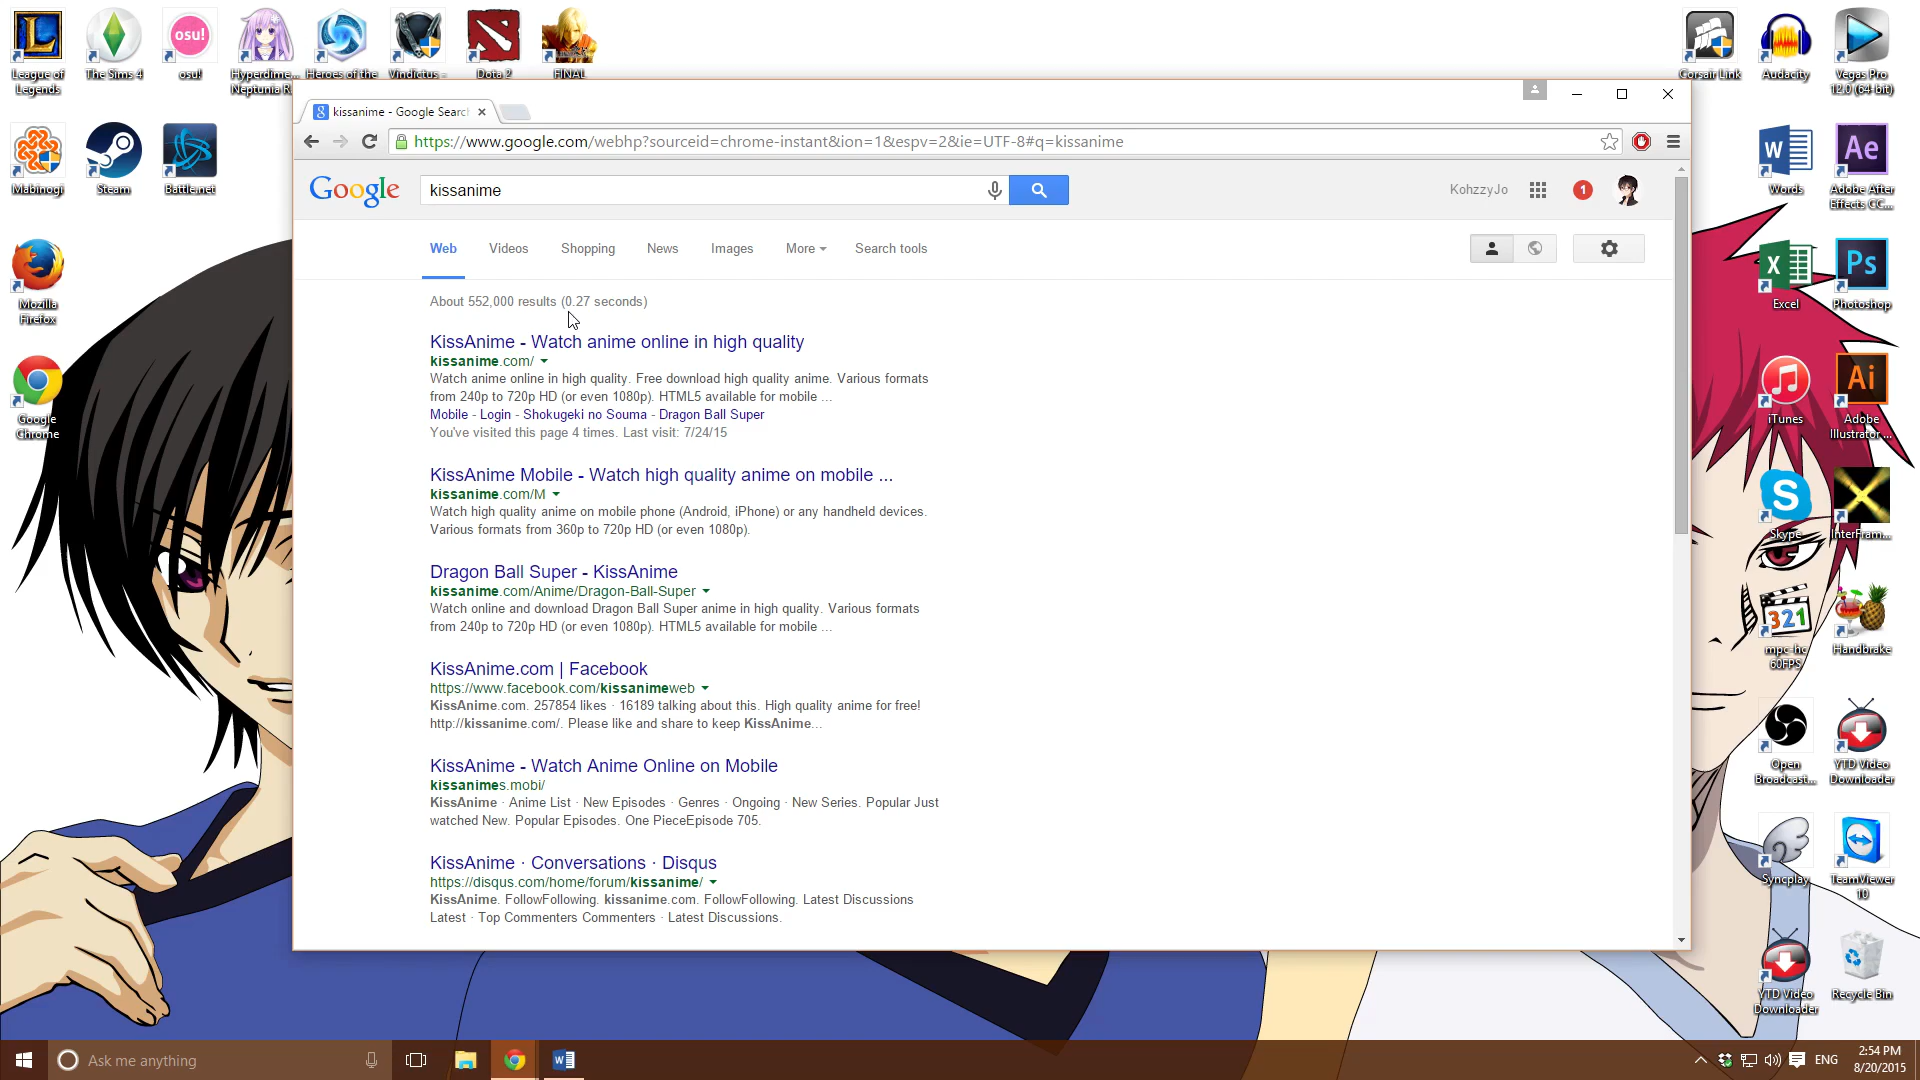 League of
Legends
The Sims 4
osu!
osu!
Hyperdime...
Neptunia R
Heroes of the
Vindictus -
Dota 2
FINAL
Corsair Link
Audacity
Vegas Pro
12.0 (64-bit)
kissanime - Google Search
https://www.google.com/webhp?sourceid=chrome-instant&ion=1&espv=2&ie=UTF-8#q=kissanime
Mabinogi
Steam
Battle.net
Words
Ae
Adobe After
Effects CC...
Google
kissanime
KohzzyJo
1
Web
Videos
Shopping
News
Images
More
Search tools
Mozilla
Firefox
Excel
Ps
Photoshop
About 552,000 results (0.27 seconds)
KissAnime - Watch anime online in high quality
kissanime.com/
Watch anime online in high quality. Free download high quality anime. Various formats
from 240p to 720p HD (or even 1080p). HTML5 available for mobile ...
Mobile - Login - Shokugeki no Souma - Dragon Ball Super
You've visited this page 4 times. Last visit: 7/24/15
Google
Chrome
iTunes
Ai
Adobe
Illustrator ...
KissAnime Mobile - Watch high quality anime on mobile ...
kissanime.com/M
Watch high quality anime on mobile phone (Android, iPhone) or any handheld devices.
Various formats from 360p to 720p HD (or even 1080p).
Skype
InterFram...
Dragon Ball Super - KissAnime
kissanime.com/Anime/Dragon-Ball-Super
Watch online and download Dragon Ball Super anime in high quality. Various formats
from 240p to 720p HD (or even 1080p). HTML5 available for mobile ...
321
mpc-hc
60FPS
Handbrake
KissAnime.com | Facebook
https://www.facebook.com/kissanimeweb
KissAnime.com. 257854 likes · 16189 talking about this. High quality anime for free!
http://kissanime.com/. Please like and share to keep KissAnime...
Open
Broadcast...
YTD Video
Downloader
KissAnime - Watch Anime Online on Mobile
kissanimes.mobi/
KissAnime · Anime List · New Episodes · Genres · Ongoing · New Series. Popular Just
watched New. Popular Episodes. One PieceEpisode 705.
Syncplay
TeamViewer
10
KissAnime · Conversations · Disqus
https://disqus.com/home/forum/kissanime/
KissAnime. FollowFollowing. kissanime.com. FollowFollowing. Latest Discussions
Latest · Top Commenters Commenters · Latest Discussions.
YTD Video
Downloader
Recycle Bin
Ask me anything
ENG
2:54 PM
8/20/2015